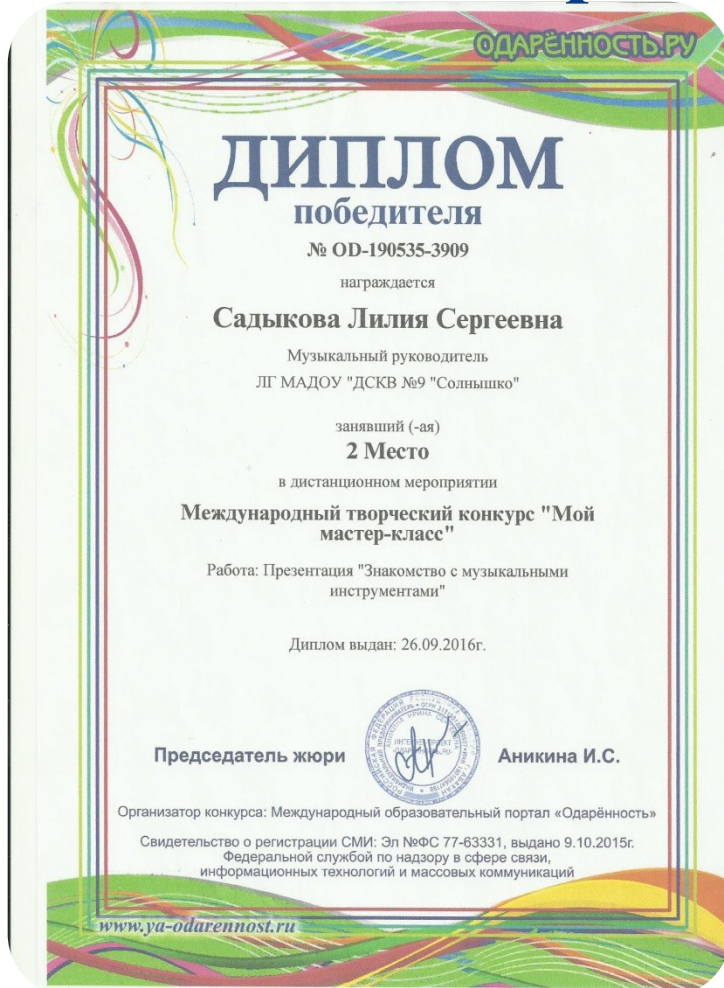 ОДАРЁННОСТЬ.РУ
ДИПЛОМ
победителя
№ OD-190535-3909
награждается
Садыкова Лилия Сергеевна
Музыкальный руководитель
ЛГ МАДОУ "ДСКВ №9 "Солнышко"
занявший (-ая)
2 Место
в дистанционном мероприятии
Международный творческий конкурс "Мой
мастер-класс"
Работа: Презентация "Знакомство с музыкальными
инструментами"
Диплом выдан: 26.09.2016г.
Председатель жюри
Аникина И.С.
Организатор конкурса: Международный образовательный портал «Одарённость»
Свидетельство о регистрации СМИ: Эл №ФС 77-63331, выдано 9.10.2015г.
Федеральной службой по надзору в сфере связи,
информационных технологий и массовых коммуникаций
www.ya-odarennost.ru